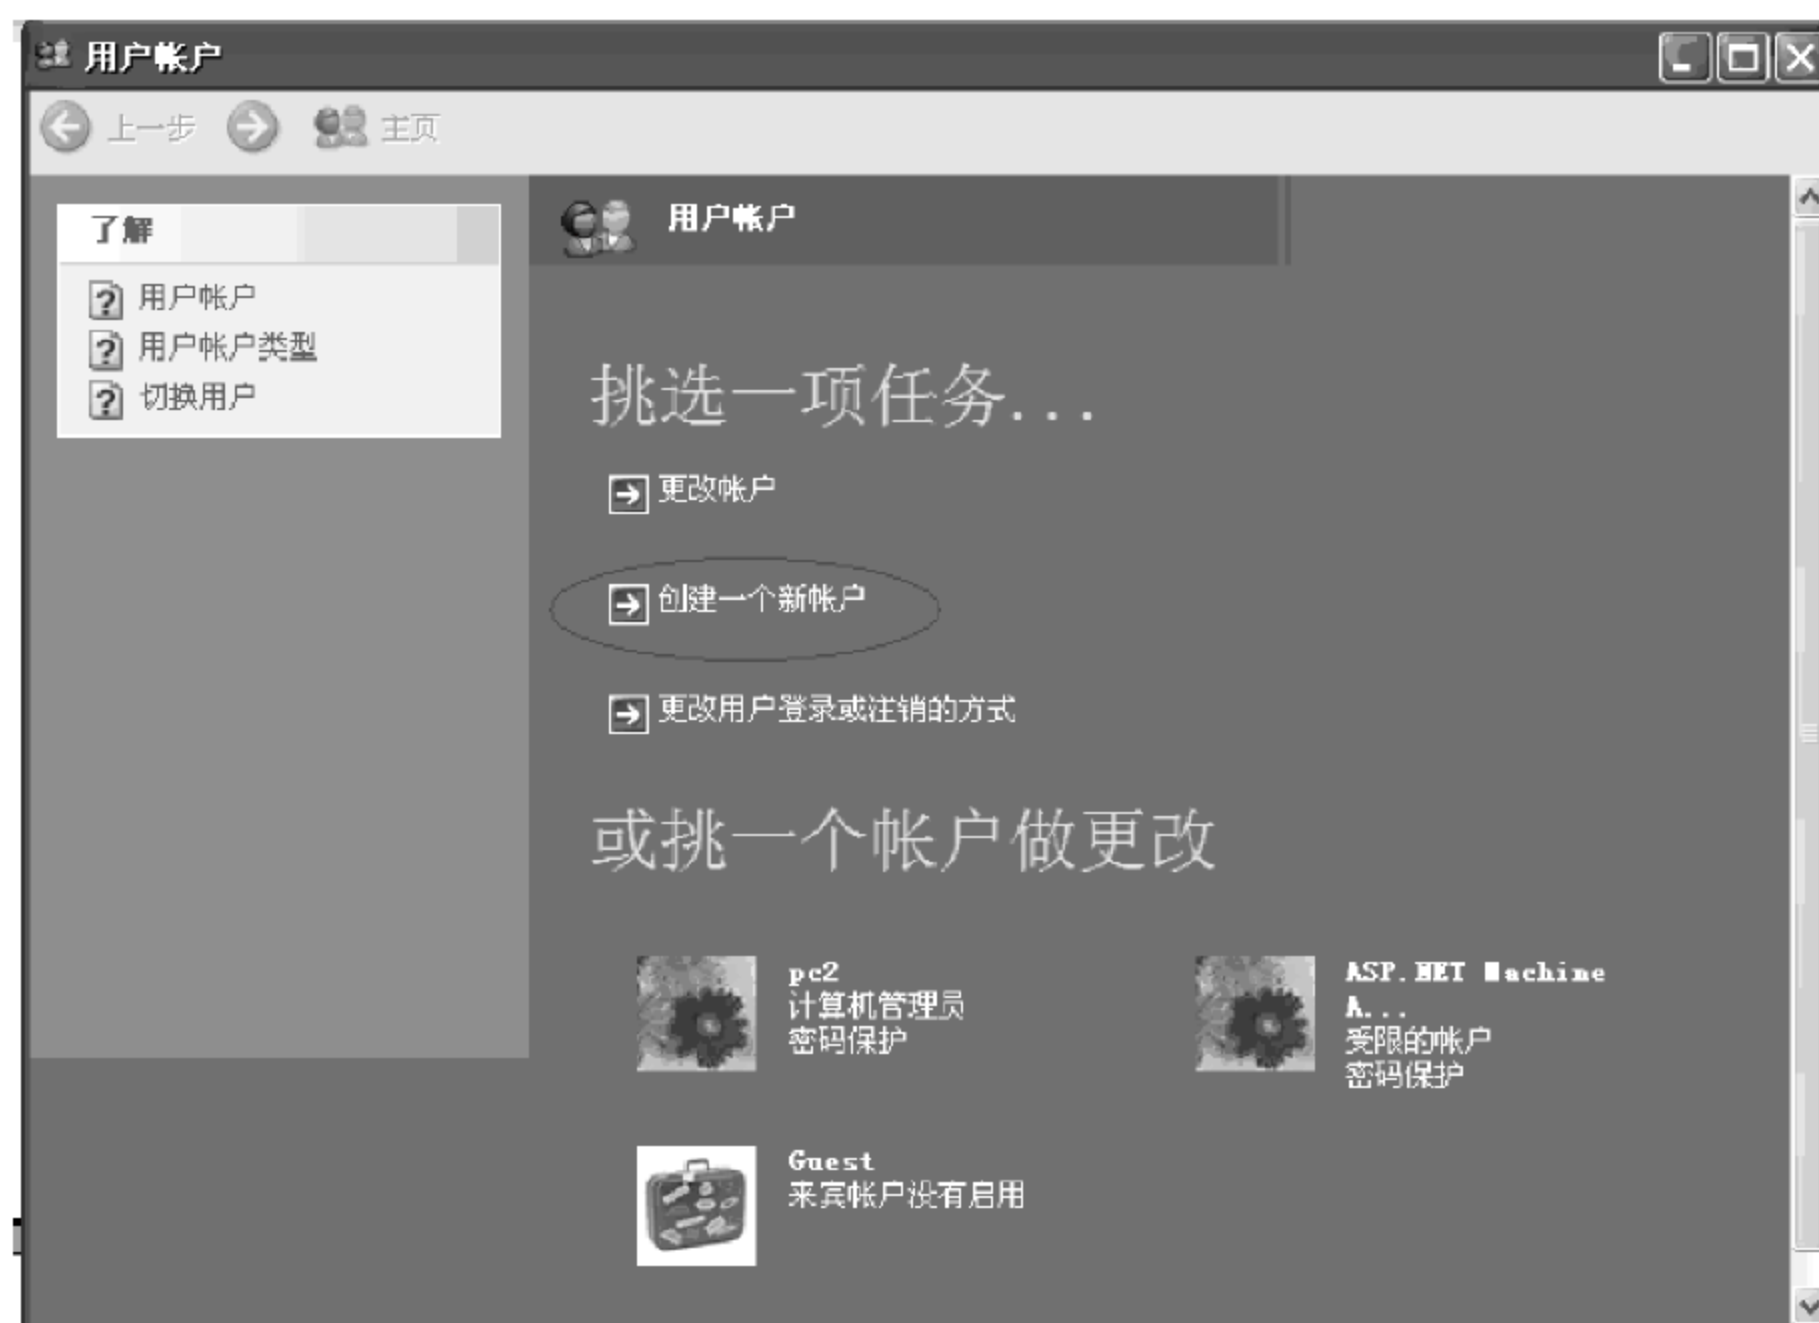 用户帐户
上一步 主页
了解
用户帐户
用户帐户类型
切换用户
用户帐户
挑选一项任务...
更改帐户
创建一个新帐户
更改用户登录或注销的方式
或挑一个帐户做更改
pc2
计算机管理员
密码保护
ASP.NET Machine
A...
受限的帐户
密码保护
Guest
来宾帐户没有启用